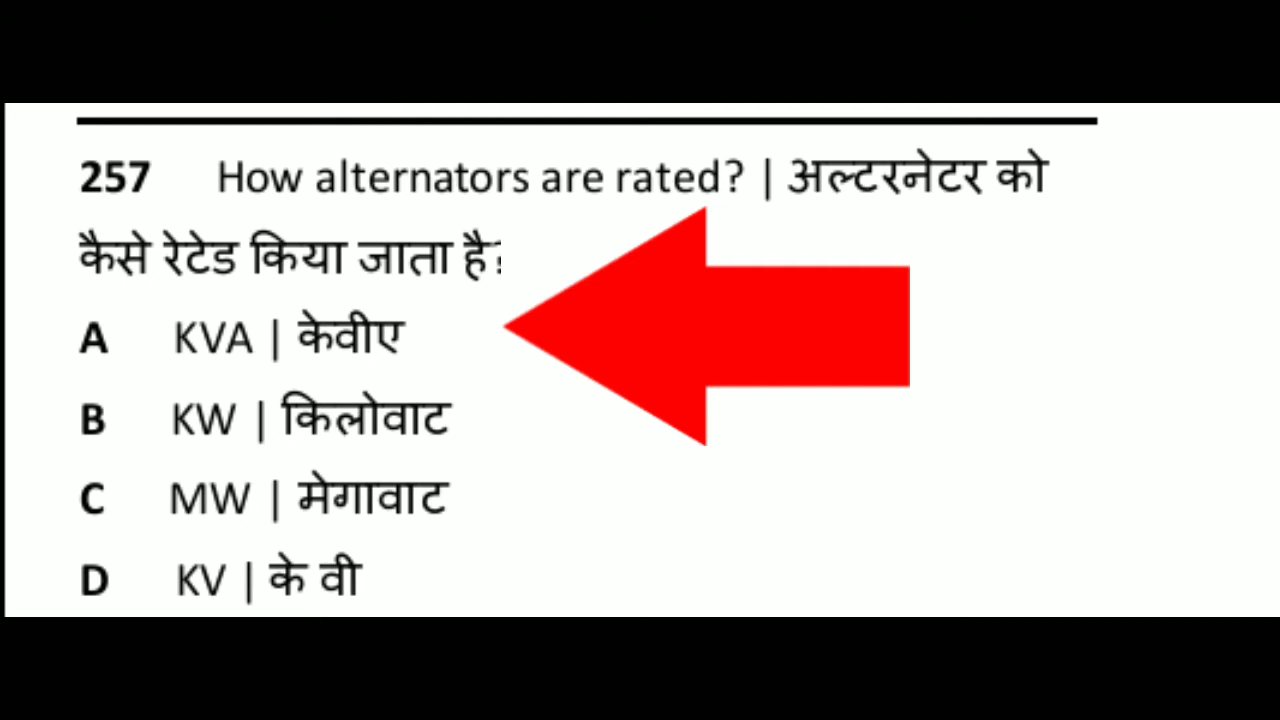 257 How alternators are rated? | अल्टरनेटर को
कैसे रेटेड किया जाता है?
A KVA | केवीए
B KW | किलोवाट
C MW | मेगावाट
D KV | के वी